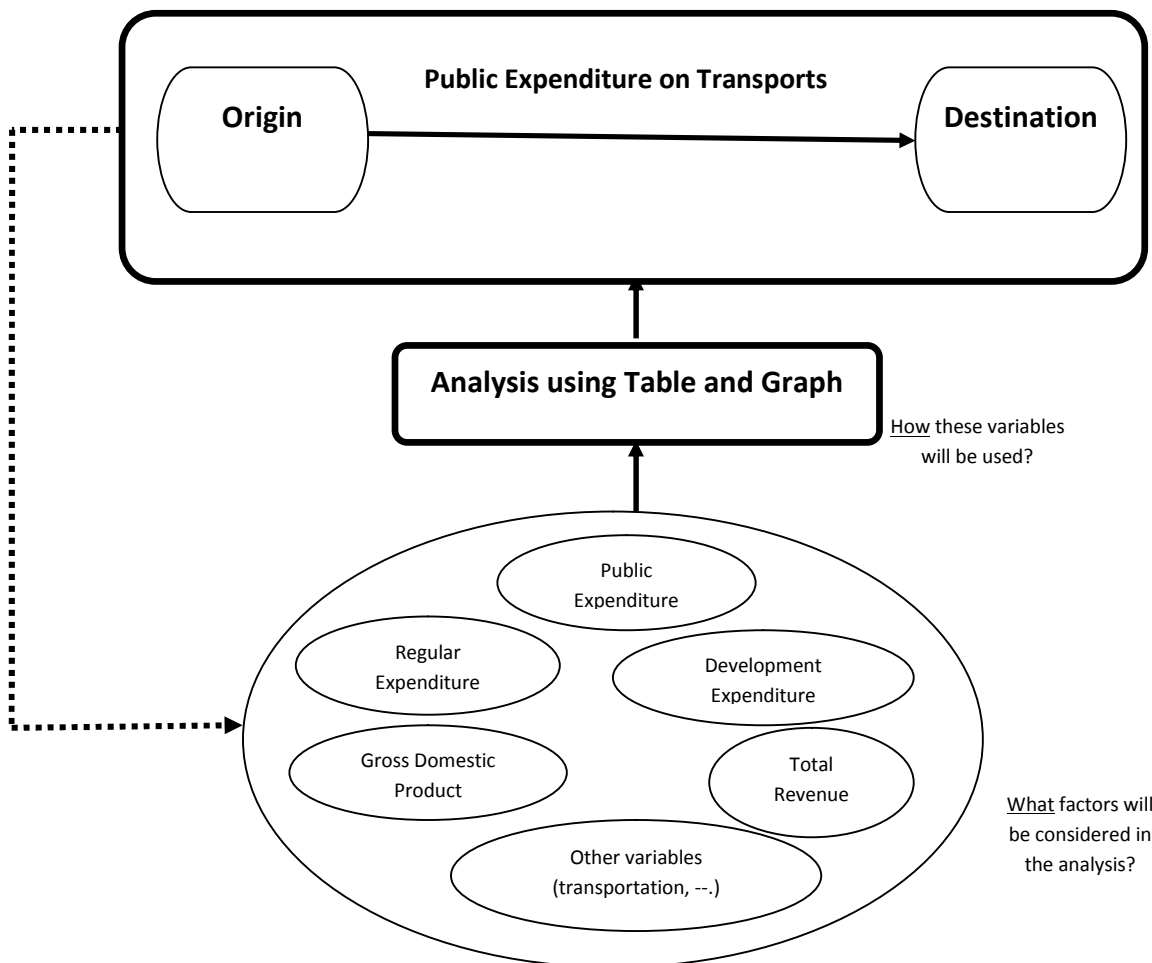 Public Expenditure on Transports
Origin
Destination
Analysis using Table and Graph
How these variables
will be used?
Public
Expenditure
Regular
Expenditure
Development
Expenditure
Gross Domestic
Product
Total
Revenue
Other variables
(transportation, --.)
What factors will
be considered in
the analysis?